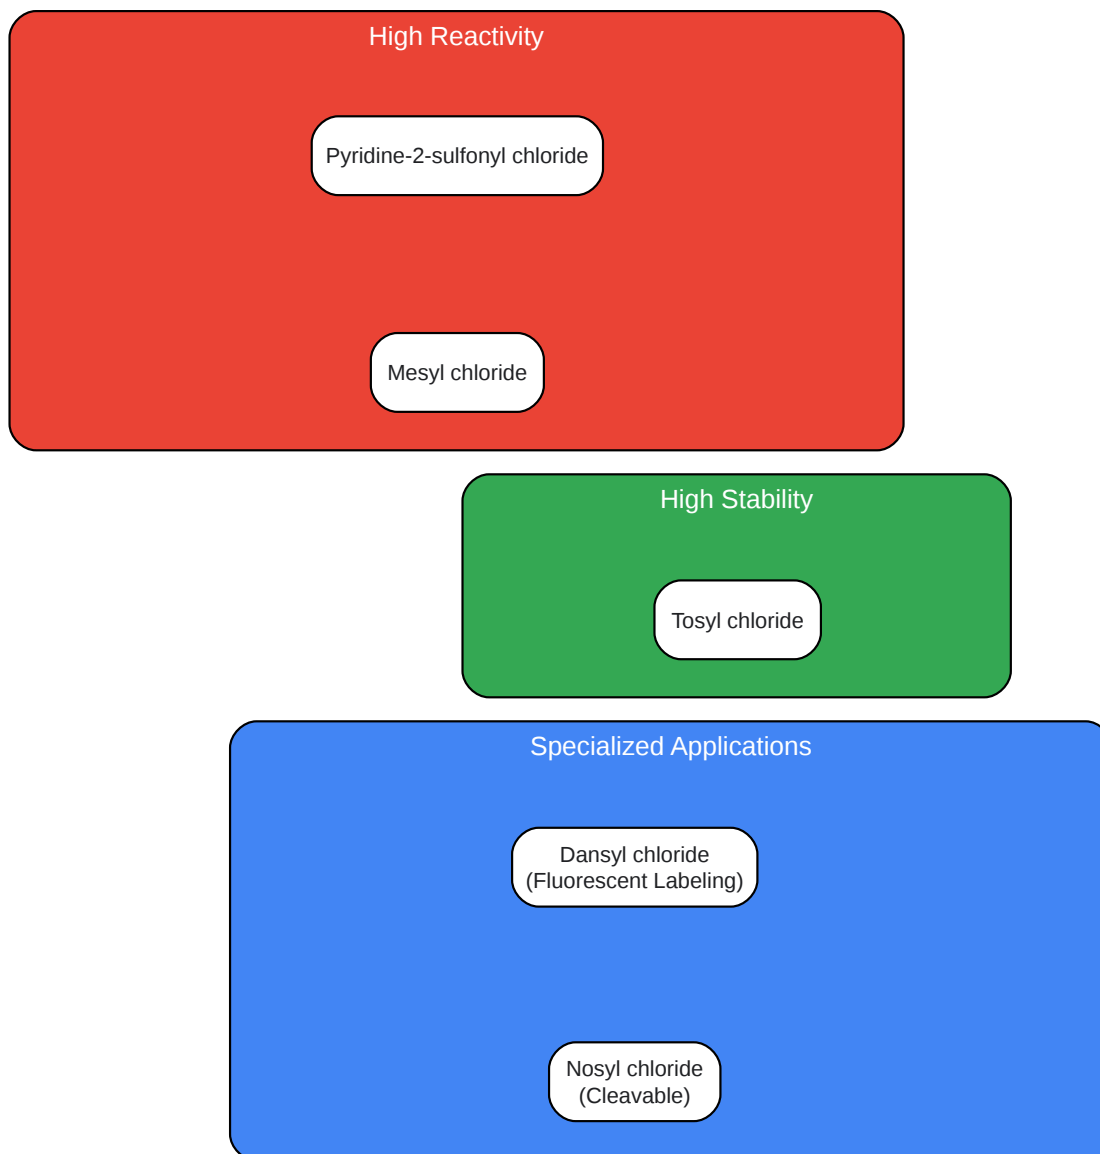 High Reactivity
Pyridine-2-sulfonyl chloride
Mesyl chloride
High Stability
Tosyl chloride
Specialized Applications
Dansyl chloride
(Fluorescent Labeling)
Nosyl chloride
(Cleavable)